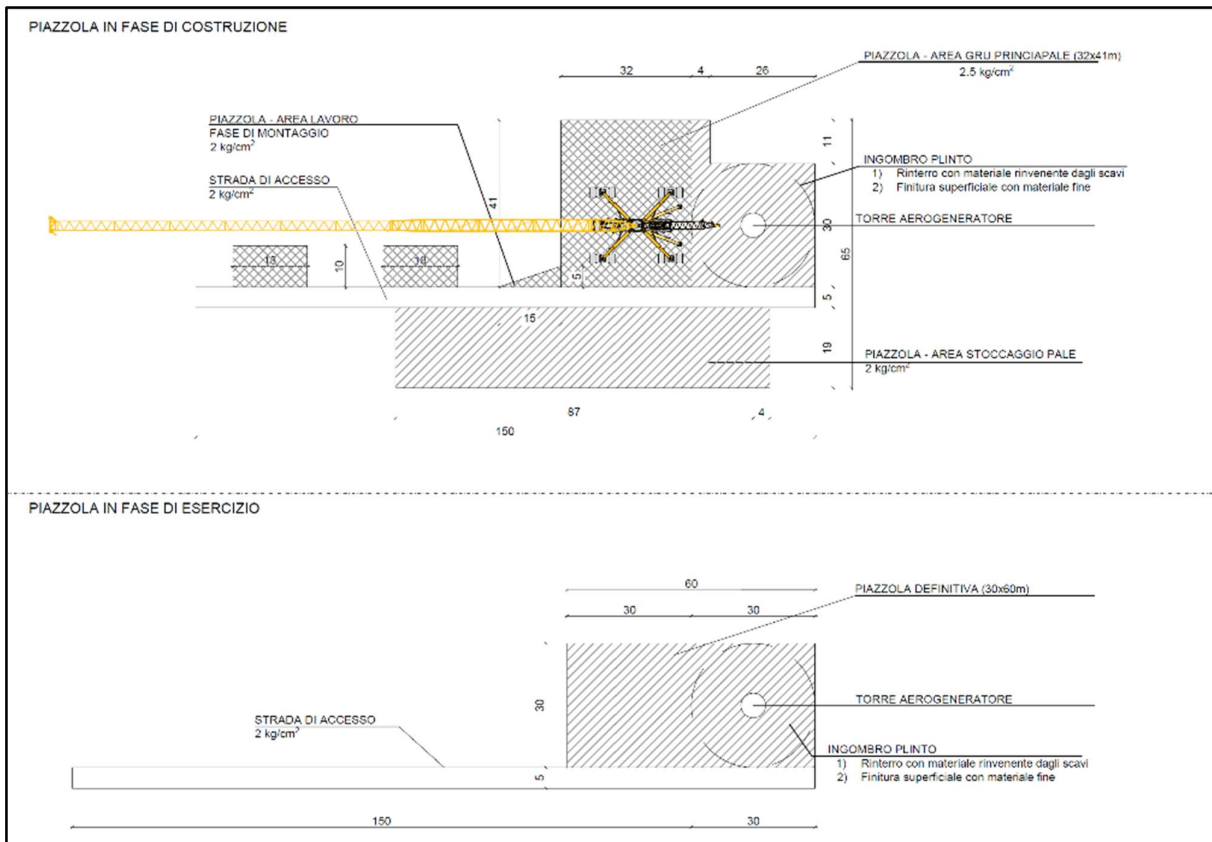 PIAZZOLA IN FASE DI COSTRUZIONE
PIAZZOLA - AREA GRU PRINCIAPALE (32x41m)
2.5 kg/cm²
32
4
26
PIAZZOLA - AREA LAVORO
FASE DI MONTAGGIO
2 kg/cm²
STRADA DI ACCESSO
2 kg/cm²
41
11
INGOMBRO PLINTO
1) Rinterro con materiale rinvenente dagli scavi
2) Finitura superficiale con materiale fine
TORRE AEROGENERATORE
30
65
10
18
5
5
15
19
PIAZZOLA - AREA STOCCAGGIO PALE
2 kg/cm²
87
4
150
PIAZZOLA IN FASE DI ESERCIZIO
60
PIAZZOLA DEFINITIVA (30x60m)
30
30
30
TORRE AEROGENERATORE
STRADA DI ACCESSO
2 kg/cm²
INGOMBRO PLINTO
1) Rinterro con materiale rinvenente dagli scavi
2) Finitura superficiale con materiale fine
5
150
30